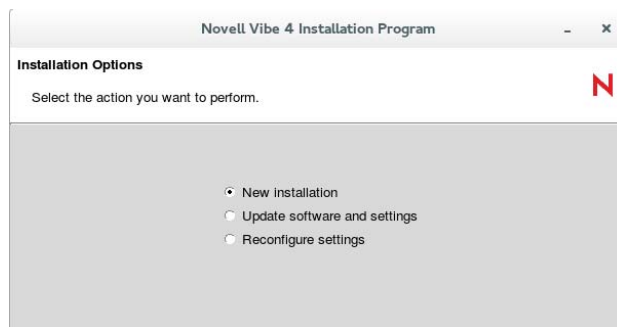 Novell Vibe 4 Installation Program
Installation Options
Select the action you want to perform.
N
New installation
Update software and settings
Reconfigure settings